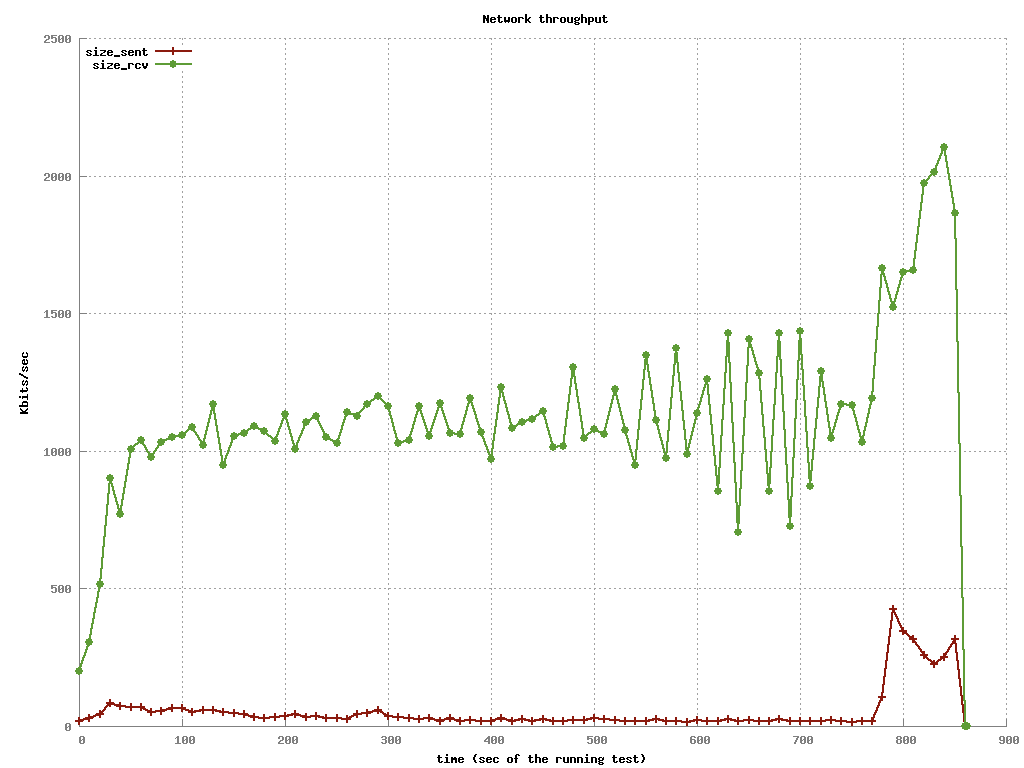 Network throughput
2500
size_sent
size_rcv
2000
1500
Kbits/sec
1000
500
0
0 100 200 300 400 500 600 700 800 900
time (sec of the running test)